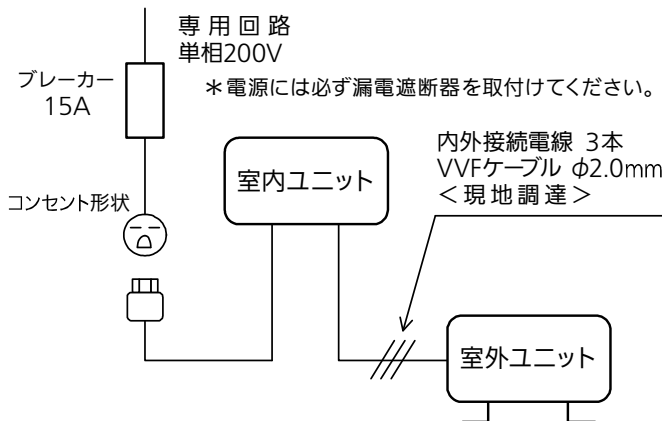 専用回路
単相200V
ブレーカー
15A
＊電源には必ず漏電遮断器を取付けてください。
内外接続電線 3本
VVFケーブル φ2.0mm
＜現地調達＞
室内ユニット
コンセント形状
室外ユニット